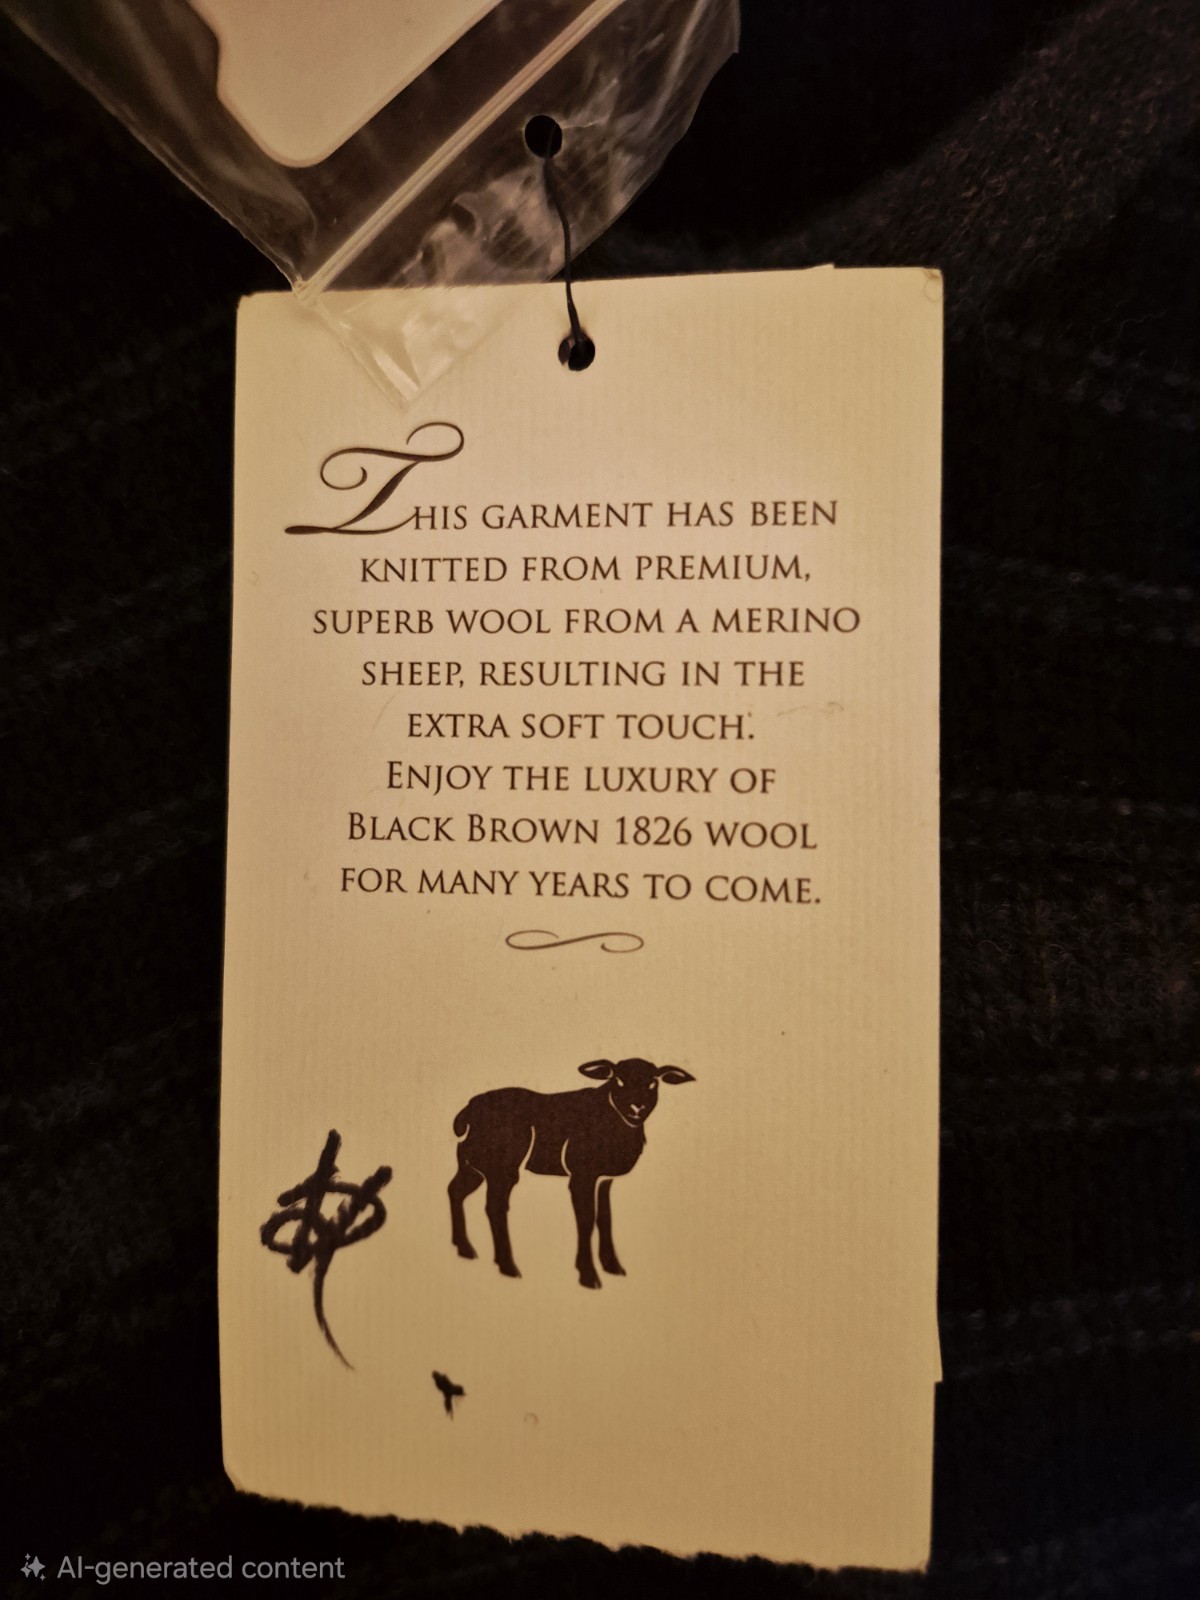 THIS GARMENT HAS BEEN
KNITTED FROM PREMIUM,
SUPERB WOOL FROM A MERINO
SHEEP, RESULTING IN THE
EXTRA SOFT TOUCH.
ENJOY THE LUXURY OF
BLACK BROWN 1826 WOOL
FOR MANY YEARS TO COME.
AI-generated content